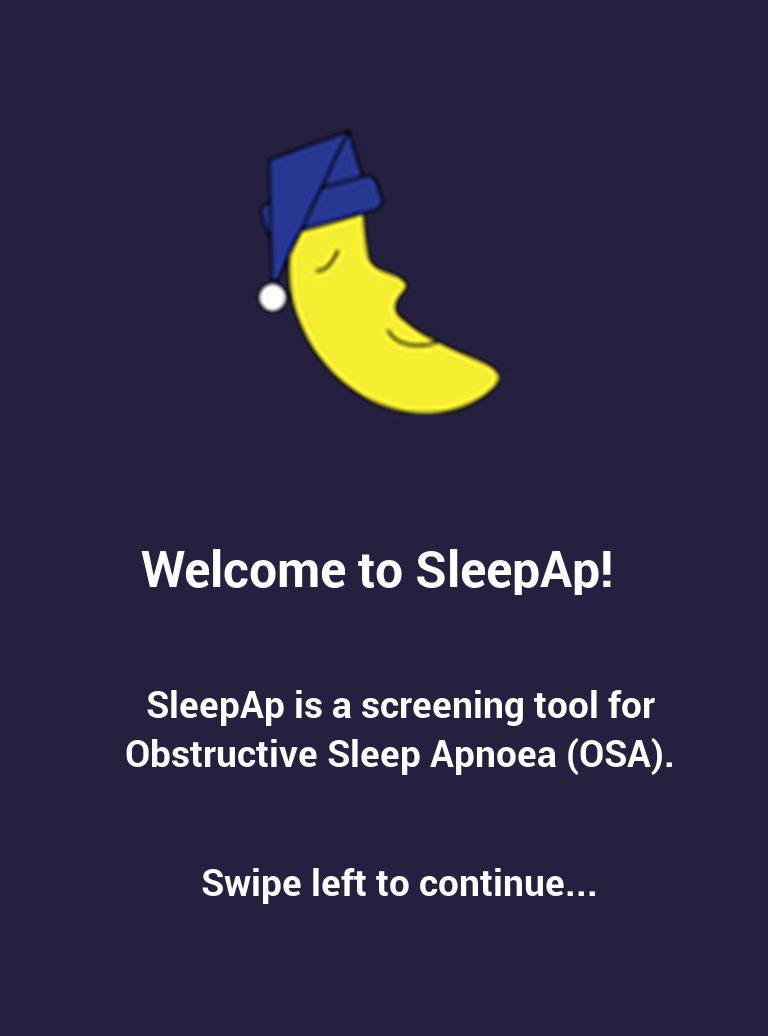 Welcome to SleepAp!
SleepAp is a screening tool for
Obstructive Sleep Apnoea (OSA).
Swipe left to continue...